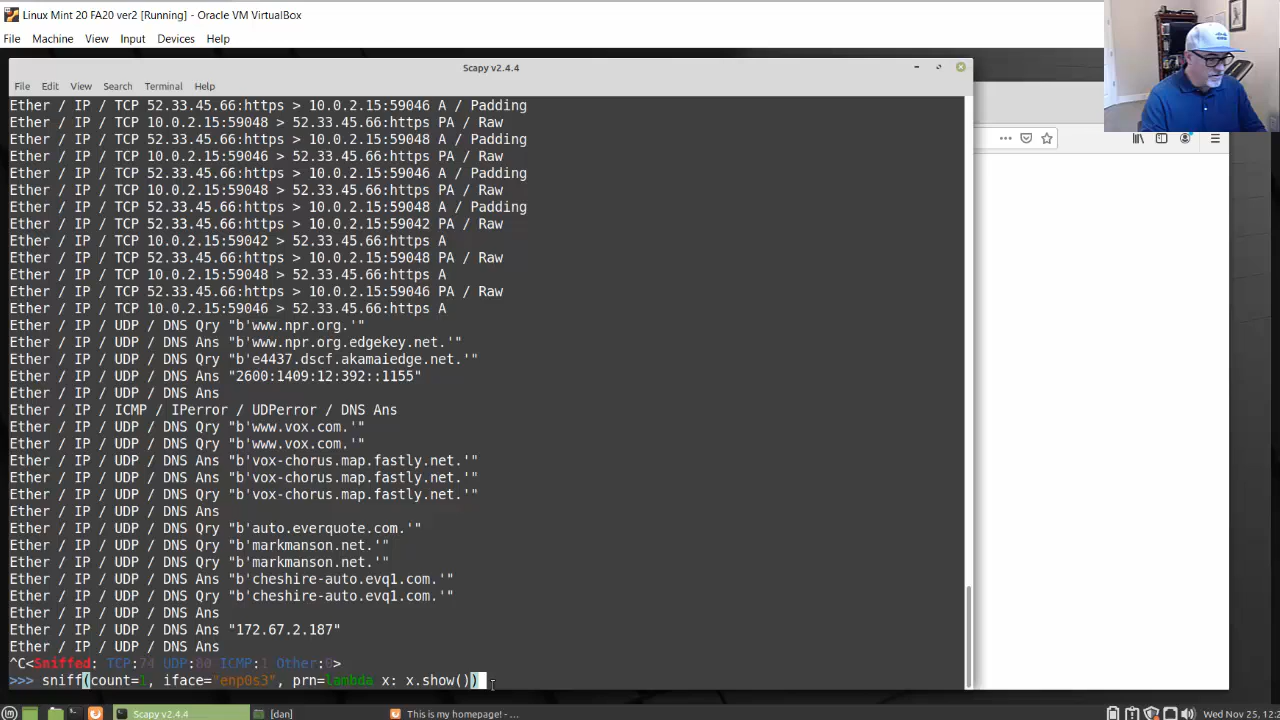 Linux Mint 20 FA20 ver2 [Running] - Oracle VM VirtualBox
File Machine View Input Devices Help
Scapy v2.4.4
File Edit View Search Terminal Help
Ether / IP / TCP 52.33.45.66:https > 10.0.2.15:59046 A / Padding
Ether / IP / TCP 10.0.2.15:59048 > 52.33.45.66:https PA / Raw
Ether / IP / TCP 52.33.45.66:https > 10.0.2.15:59048 A / Padding
Ether / IP / TCP 10.0.2.15:59046 > 52.33.45.66:https PA / Raw
Ether / IP / TCP 52.33.45.66:https > 10.0.2.15:59046 A / Padding
Ether / IP / TCP 10.0.2.15:59048 > 52.33.45.66:https PA / Raw
Ether / IP / TCP 52.33.45.66:https > 10.0.2.15:59048 A / Padding
Ether / IP / TCP 52.33.45.66:https > 10.0.2.15:59042 PA / Raw
Ether / IP / TCP 10.0.2.15:59042 > 52.33.45.66:https A
Ether / IP / TCP 52.33.45.66:https > 10.0.2.15:59048 PA / Raw
Ether / IP / TCP 10.0.2.15:59048 > 52.33.45.66:https A
Ether / IP / TCP 52.33.45.66:https > 10.0.2.15:59046 PA / Raw
Ether / IP / TCP 10.0.2.15:59046 > 52.33.45.66:https A
Ether / IP / UDP / DNS Qry "b'www.npr.org.'"
Ether / IP / UDP / DNS Ans "b'www.npr.org.edgekey.net.'"
Ether / IP / UDP / DNS Qry "b'e4437.dscf.akamaiedge.net.'"
Ether / IP / UDP / DNS Ans "2600:1409:12:392::1155"
Ether / IP / UDP / DNS Ans
Ether / IP / ICMP / IPerror / UDPerror / DNS Ans
Ether / IP / UDP / DNS Qry "b'www.vox.com.'"
Ether / IP / UDP / DNS Qry "b'www.vox.com.'"
Ether / IP / UDP / DNS Ans "b'vox-chorus.map.fastly.net.'"
Ether / IP / UDP / DNS Ans "b'vox-chorus.map.fastly.net.'"
Ether / IP / UDP / DNS Qry "b'vox-chorus.map.fastly.net.'"
Ether / IP / UDP / DNS Ans
Ether / IP / UDP / DNS Qry "b'auto.everquote.com.'"
Ether / IP / UDP / DNS Qry "b'markmanson.net.'"
Ether / IP / UDP / DNS Qry "b'markmanson.net.'"
Ether / IP / UDP / DNS Ans "b'cheshire-auto.evq1.com.'"
Ether / IP / UDP / DNS Qry "b'cheshire-auto.evq1.com.'"
Ether / IP / UDP / DNS Ans
Ether / IP / UDP / DNS Ans "172.67.2.187"
Ether / IP / UDP / DNS Ans
^C<Sniffed: TCP:74 UDP:80 ICMP:1 Other:0>
>>> sniff(count=1, iface="enp0s3", prn=lambda x: x.show())
Scapy v2.4.4 [dan] "This is my homepage! - ... Wed Nov 25, 12:2